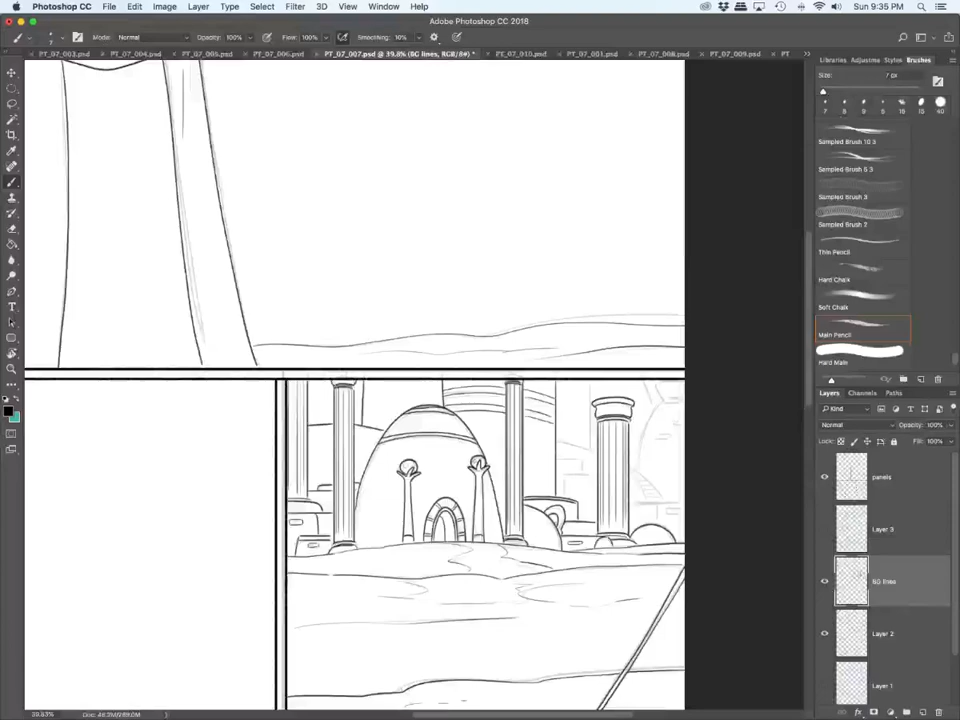 Photoshop CC File Edit Image Layer Type Select Filter 3D View Window Help Sun 9:35 PM
Adobe Photoshop CC 2018
Mode: Normal Opacity: 100% Flow: 100% Smoothing: 10%
PT_07_003.psd PT_07_004.psd PT_07_005.psd PT_07_006.psd PT_07_007.psd @ 39.8% (BG lines, RGB/8#) * PT_07_010.psd PT_07_001.psd PT_07_008.psd PT_07_009.psd PT
Libraries Adjustments Styles Brushes
Size: 7 px
Sampled Brush 10 3
Sampled Brush 5 3
Sampled Brush 3
Sampled Brush 7
Thin Pencil
Hard Chalk
Soft Chalk
Main Pencil
Hard Main
Layers Channels Paths
Kind
Normal Opacity: 100%
Lock: Fill: 100%
panels
Layer 3
BG lines
Layer 2
Layer 1